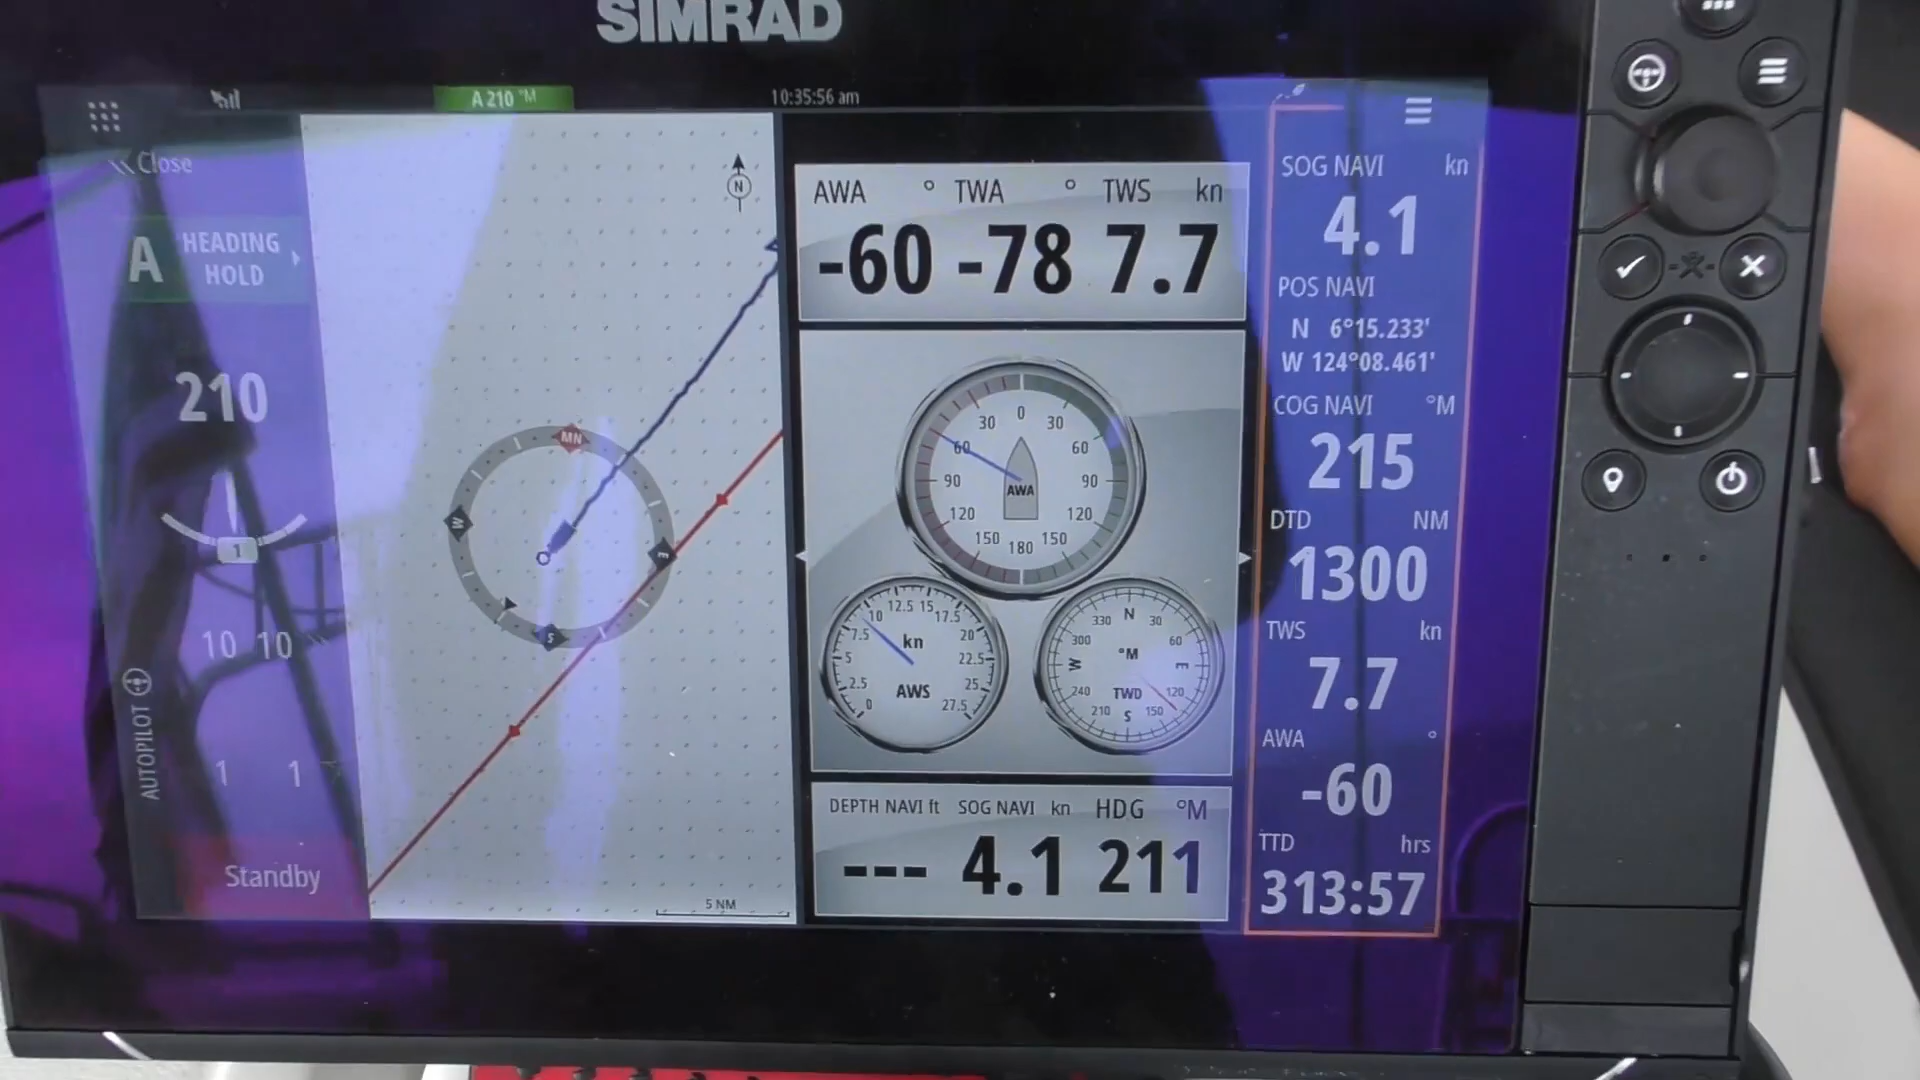 SIMRAD
A 210 °M
10:35:56 am
Close
A HEADING
HOLD
210
1
10 10
1 1
AUTOPILOT
Standby
N
MN
W
E
S
5 NM
AWA ° TWA ° TWS kn
-60 -78 7.7
0
30 30
60 60
90 90
120 120
150 150
180
AWA
0
2.5
5
7.5
10
12.5
15
17.5
20
22.5
25
27.5
kn
AWS
N
30
60
E
120
150
S
210
240
W
300
330
°M
TWD
DEPTH NAVI ft SOG NAVI kn HDG °M
--- 4.1 211
SOG NAVI kn
4.1
POS NAVI
N 6°15.233'
W 124°08.461'
COG NAVI °M
215
DTD NM
1300
TWS kn
7.7
AWA °
-60
TTD hrs
313:57